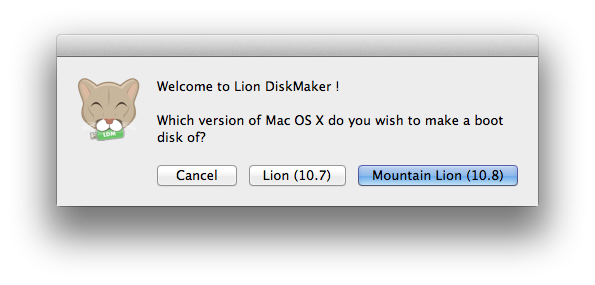 Welcome to Lion DiskMaker !
Which version of Mac OS X do you wish to make a boot
disk of?
LDM
Cancel
Lion (10.7)
Mountain Lion (10.8)